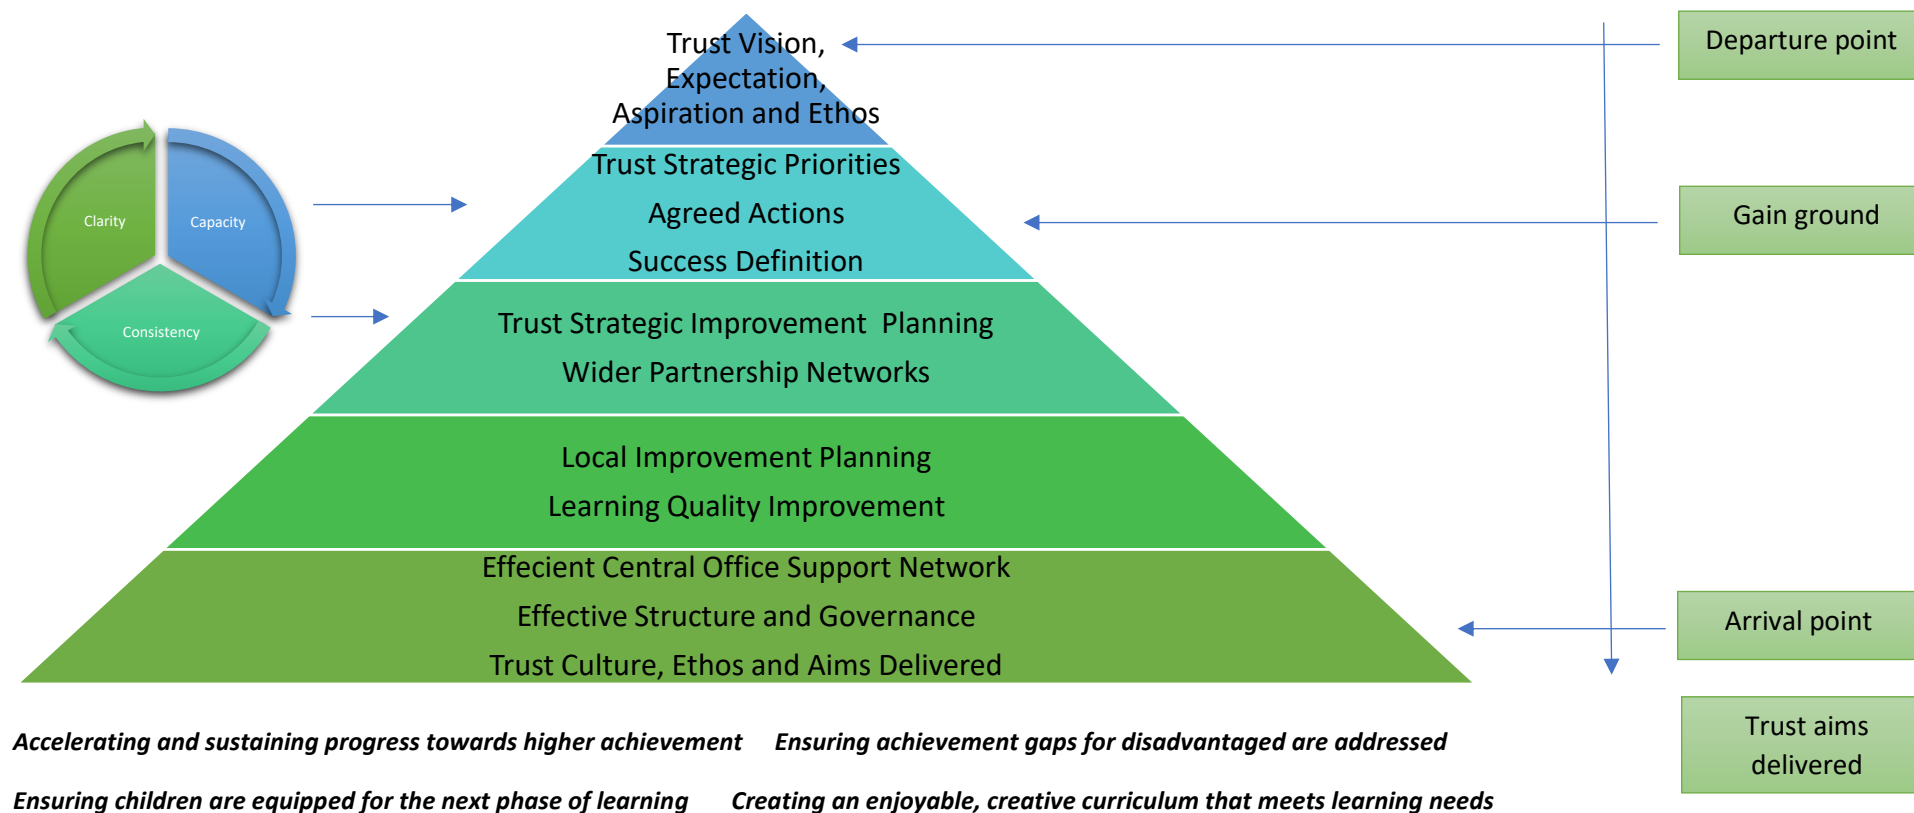 Trust Vision,
Expectation,
Aspiration and Ethos
Departure point
Trust Strategic Priorities
Agreed Actions
Success Definition
Gain ground
Clarity
Capacity
Consistency
Trust Strategic Improvement  Planning
Wider Partnership Networks
Local Improvement Planning
Learning Quality Improvement
Effecient Central Office Support Network
Effective Structure and Governance
Trust Culture, Ethos and Aims Delivered
Arrival point
Trust aims
delivered
Accelerating and sustaining progress towards higher achievement    Ensuring achievement gaps for disadvantaged are addressed
Ensuring children are equipped for the next phase of learning    Creating an enjoyable, creative curriculum that meets learning needs